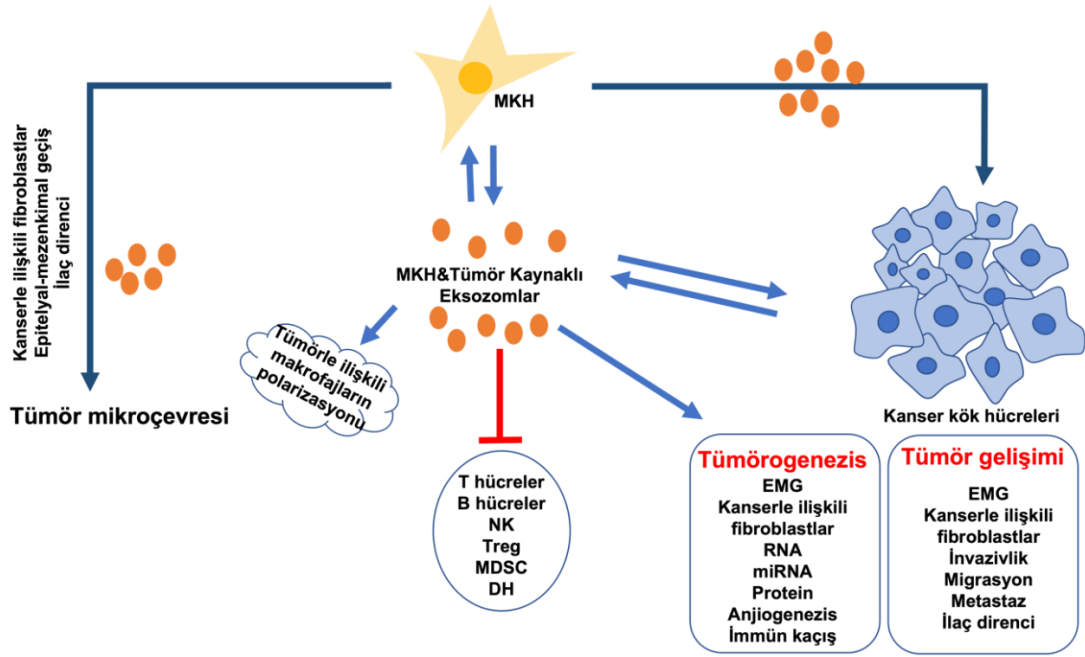 MKH
Kanserle ilişkili fibroblastlar
Epitelyal-mezenkimal geçiş
İlaç direnci
Tümör mikroçevresi
MKH&Tümör Kaynaklı
Eksozomlar
Tümörle ilişkili
makrofajların
polarizasyonu
T hücreler
B hücreler
NK
Treg
MDSC
DH
Kanser kök hücreleri
Tümörogenezis
EMG
Kanserle ilişkili
fibroblastlar
RNA
miRNA
Protein
Anjiogenezis
İmmün kaçış
Tümör gelişimi
EMG
Kanserle ilişkili
fibroblastlar
İnvazivlik
Migrasyon
Metastaz
İlaç direnci